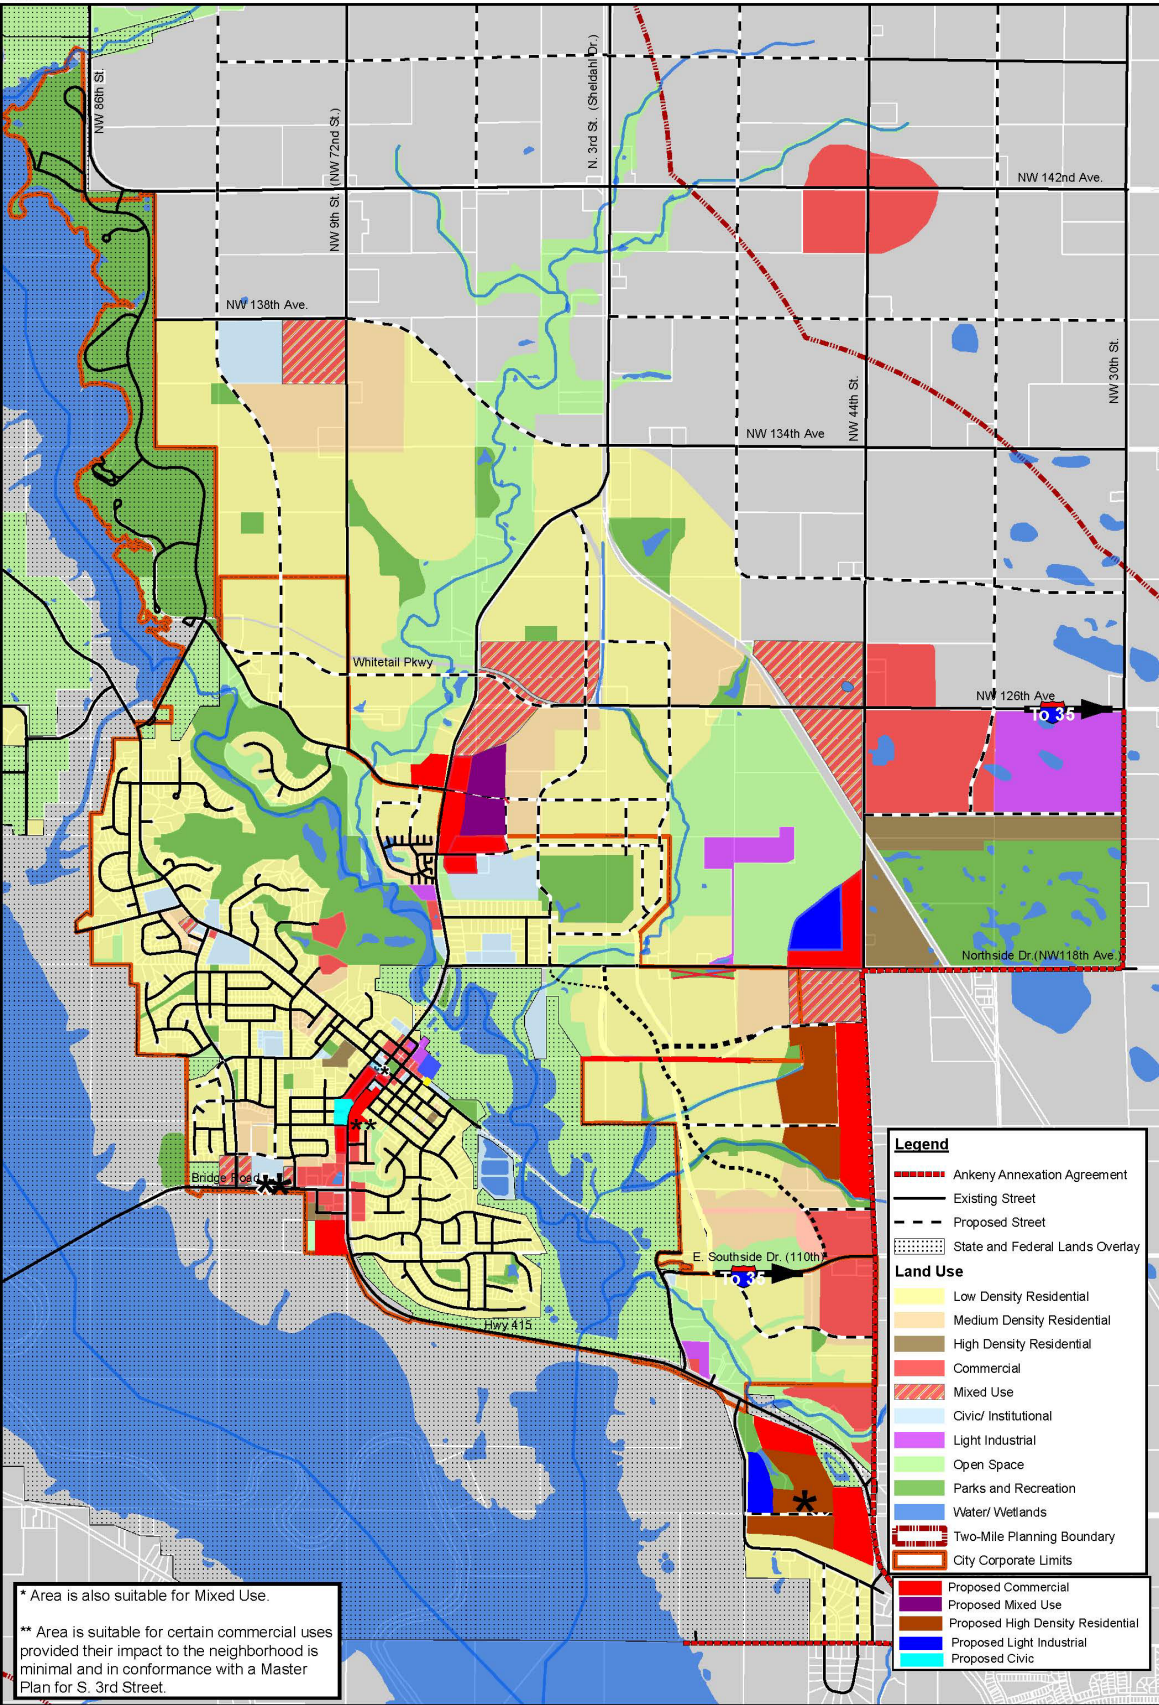 NW 86th St.
NW 9th St. (NW 72nd St.)
N. 3rd St. (Sheldahl Dr.)
NW 142nd Ave.
NW 138th Ave.
NW 44th St.
NW 30th St.
NW 134th Ave
Whitetail Pkwy
NW 126th Ave
To 35
Northside Dr.(NW118th Ave.)
*
**
Bridge Road
**
E. Southside Dr. (110th)
To 35
Hwy 415
*
Legend
Ankeny Annexation Agreement
Existing Street
Proposed Street
State and Federal Lands Overlay
Land Use
Low Density Residential
Medium Density Residential
High Density Residential
Commercial
Mixed Use
Civic/ Institutional
Light Industrial
Open Space
Parks and Recreation
Water/ Wetlands
Two-Mile Planning Boundary
City Corporate Limits
Proposed Commercial
Proposed Mixed Use
Proposed High Density Residential
Proposed Light Industrial
Proposed Civic
* Area is also suitable for Mixed Use.
** Area is suitable for certain commercial uses
provided their impact to the neighborhood is
minimal and in conformance with a Master
Plan for S. 3rd Street.